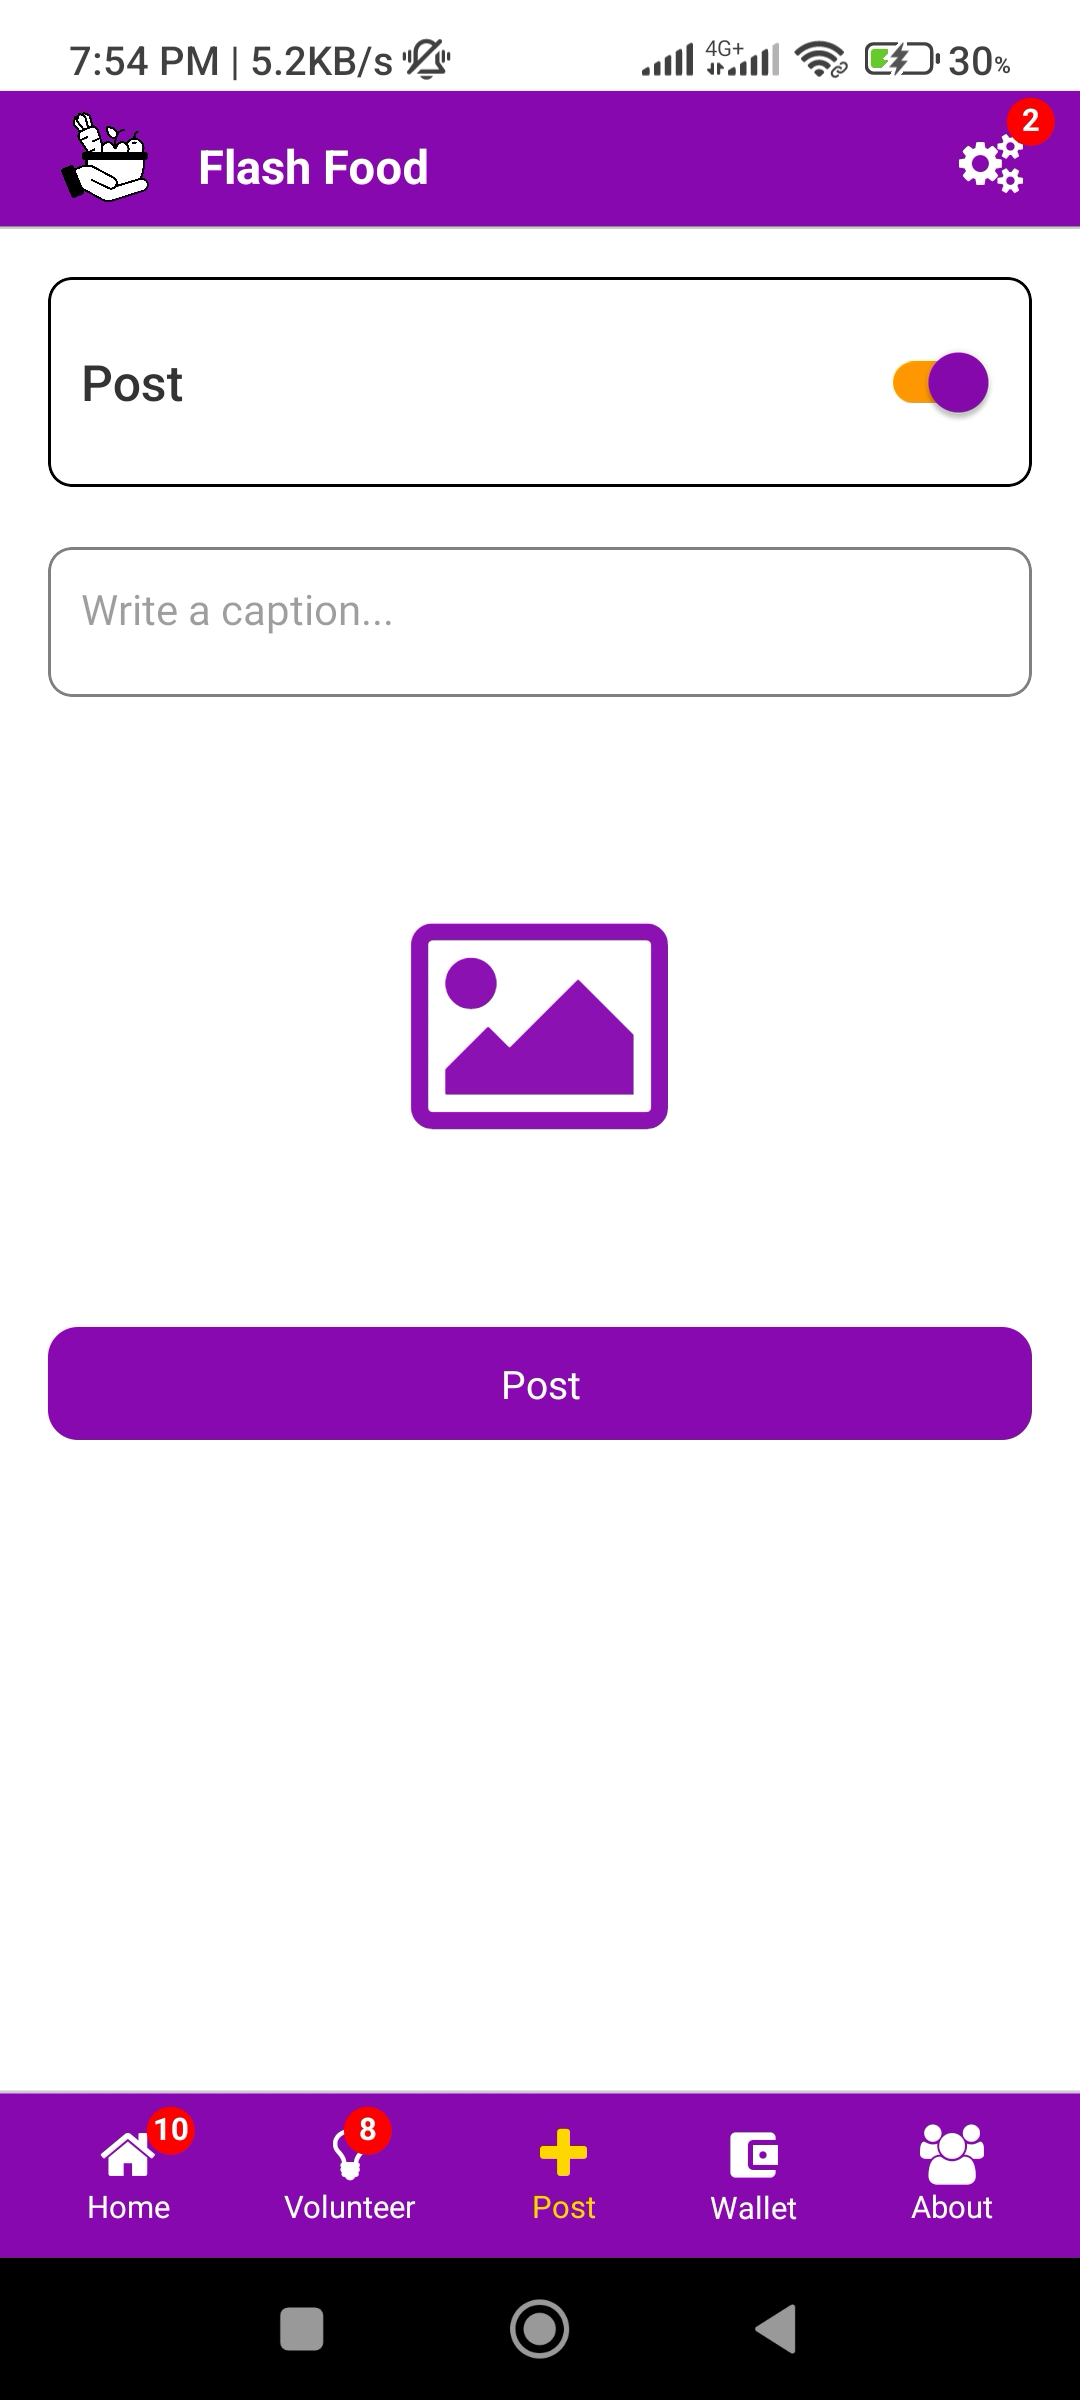 7:54 PM | 5.2KB/s 4G+ 30%
Flash Food
2
Post
Write a caption...
Post
10 8
Home Volunteer Post Wallet About